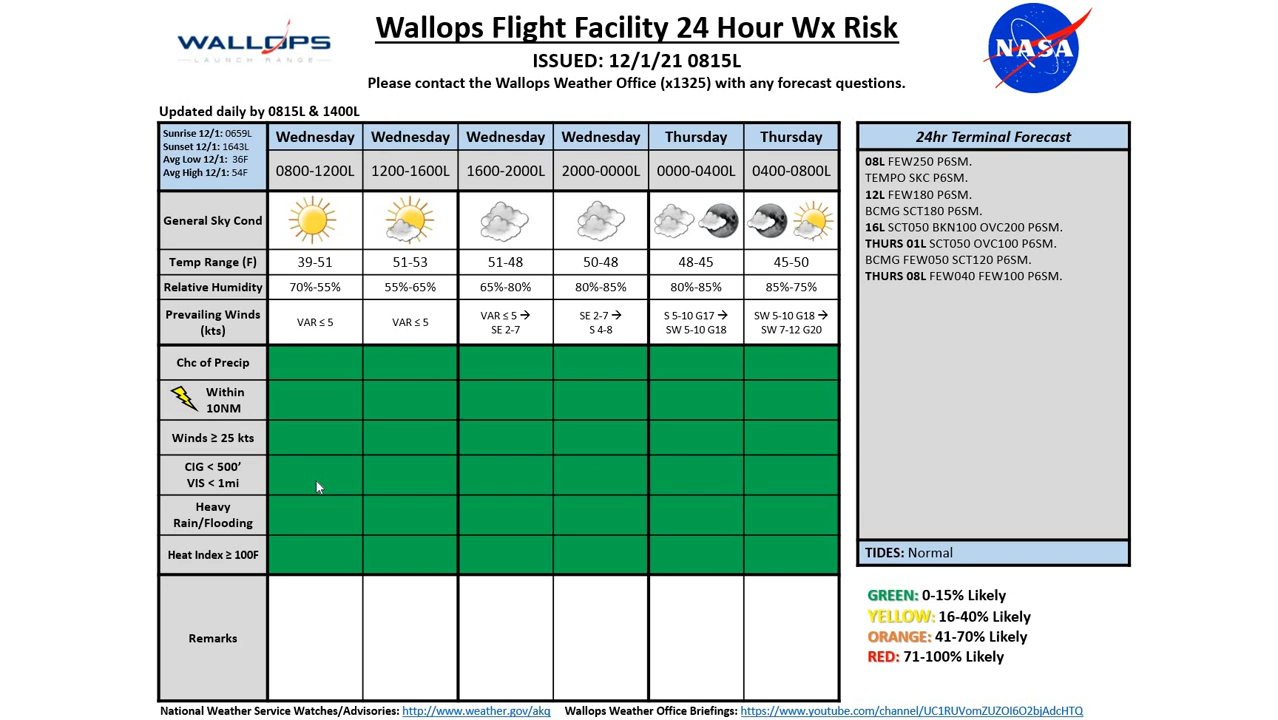 WALLOPS
LAUNCH RANGE
Wallops Flight Facility 24 Hour Wx Risk
ISSUED: 12/1/21 0815L
Please contact the Wallops Weather Office (x1325) with any forecast questions.
NASA
Updated daily by 0815L & 1400L
Sunrise 12/1: 0659L
Sunset 12/1: 1643L
Avg Low 12/1: 36F
Avg High 12/1: 54F
Wednesday Wednesday Wednesday Wednesday Thursday Thursday
0800-1200L 1200-1600L 1600-2000L 2000-0000L 0000-0400L 0400-0800L
General Sky Cond
Temp Range (F) 39-51 51-53 51-48 50-48 48-45 45-50
Relative Humidity 70%-55% 55%-65% 65%-80% 80%-85% 80%-85% 85%-75%
Prevailing Winds (kts) VAR ≤ 5 VAR ≤ 5 VAR ≤ 5 → SE 2-7 SE 2-7 → S 4-8 S 5-10 G17 → SW 5-10 G18 SW 5-10 G18 → SW 7-12 G20
Chc of Precip
Within
10NM
Winds ≥ 25 kts
CIG < 500’
VIS < 1mi
Heavy
Rain/Flooding
Heat Index ≥ 100F
Remarks
24hr Terminal Forecast
08L FEW250 P6SM.
TEMPO SKC P6SM.
12L FEW180 P6SM.
BCMG SCT180 P6SM.
16L SCT050 BKN100 OVC200 P6SM.
THURS 01L SCT050 OVC100 P6SM.
BCMG FEW050 SCT120 P6SM.
THURS 08L FEW040 FEW100 P6SM.
TIDES: Normal
GREEN: 0-15% Likely
YELLOW: 16-40% Likely
ORANGE: 41-70% Likely
RED: 71-100% Likely
National Weather Service Watches/Advisories: http://www.weather.gov/akq Wallops Weather Office Briefings: https://www.youtube.com/channel/UC1RUVomZUZOI6O2bjAdcHTQ